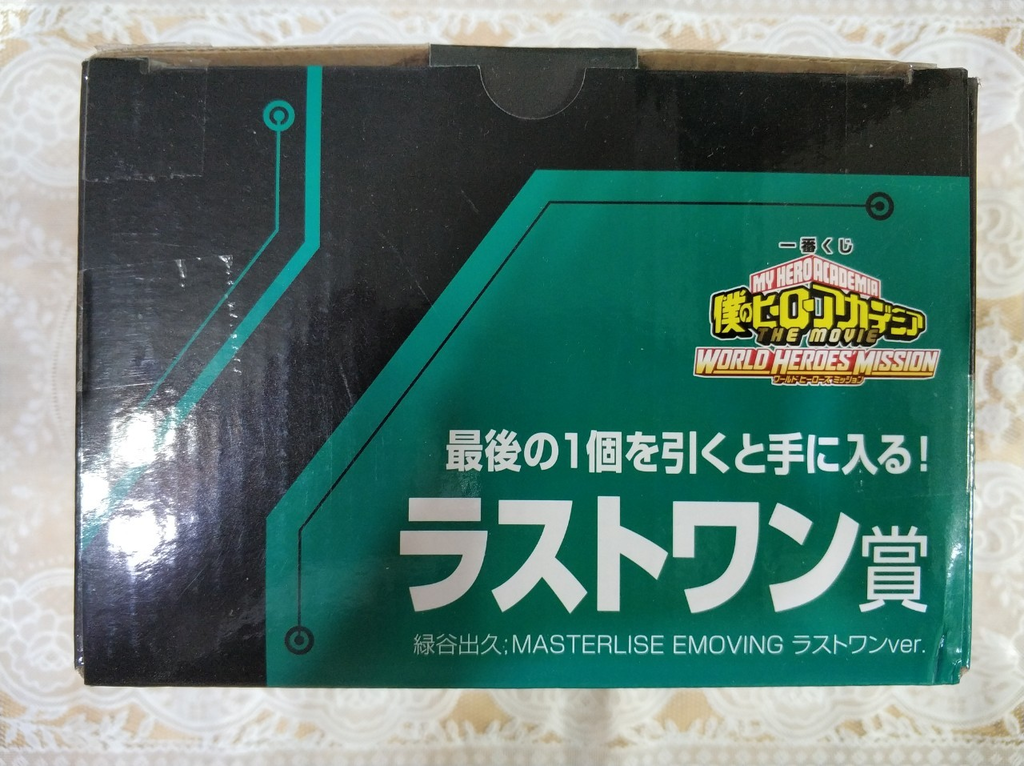 一番くじ
MY HERO ACADEMIA
僕のヒーローアカデミア
THE MOVIE
WORLD HEROES MISSION
ワールド ヒーローズ ミッション
最後の1個を引くと手に入る!
ラストワン賞
緑谷出久;MASTERLISE EMOVING ラストワンver.